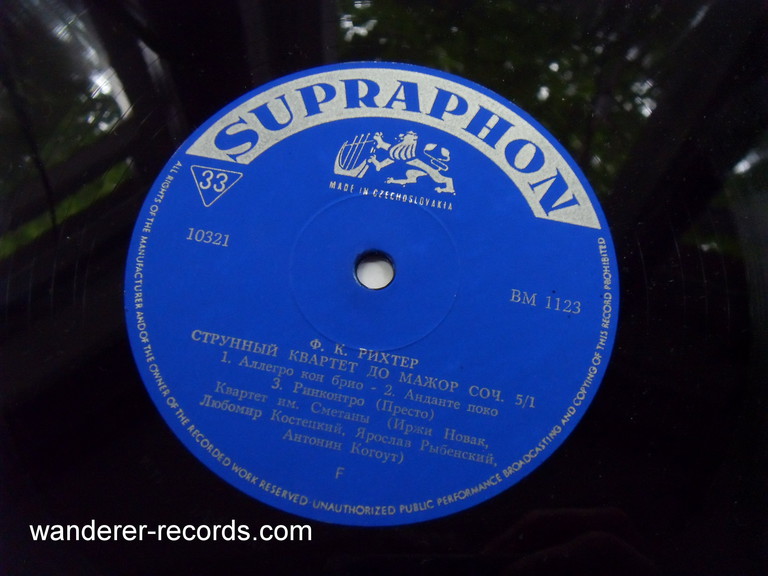 SUPRAPHON
33
MADE IN CZECHOSLOVAKIA
10321
BM 1123
Ф. К. РИХТЕР
СТРУННЫЙ КВАРТЕТ ДО МАЖОР СОЧ. 5/1
1. Аллегро кон брио - 2. Анданте поко
3. Ринконтро (Престо)
Квартет им. Сметаны (Иржи Новак,
Любомир Костецкий, Ярослав Рыбенский,
Антонин Когоут)
F
ALL RIGHTS OF THE MANUFACTURER AND OF THE OWNER OF THE RECORDED WORK RESERVED · UNAUTHORIZED PUBLIC PERFORMANCE BROADCASTING AND COPYING OF THIS RECORD PROHIBITED
wanderer-records.com